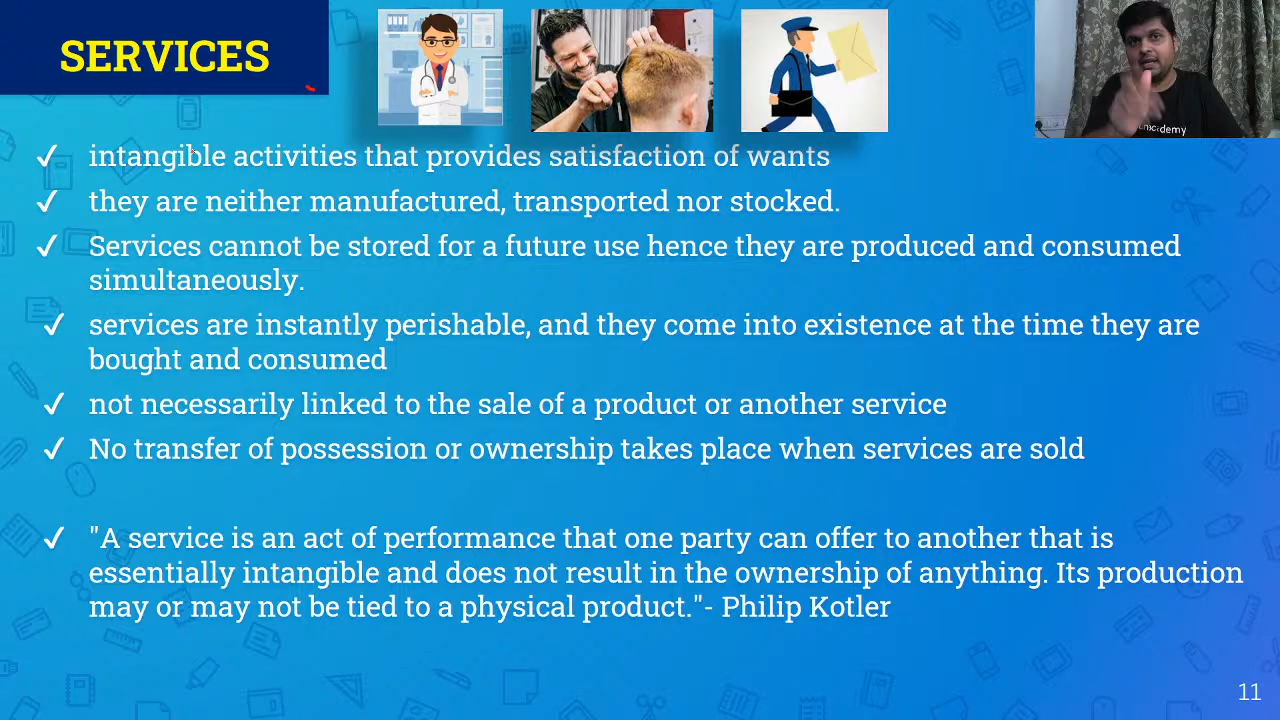 SERVICES
✓ intangible activities that provides satisfaction of wants
✓ they are neither manufactured, transported nor stocked.
✓ Services cannot be stored for a future use hence they are produced and consumed
simultaneously.
✓ services are instantly perishable, and they come into existence at the time they are
bought and consumed
✓ not necessarily linked to the sale of a product or another service
✓ No transfer of possession or ownership takes place when services are sold
✓ "A service is an act of performance that one party can offer to another that is
essentially intangible and does not result in the ownership of anything. Its production
may or may not be tied to a physical product."- Philip Kotler
11